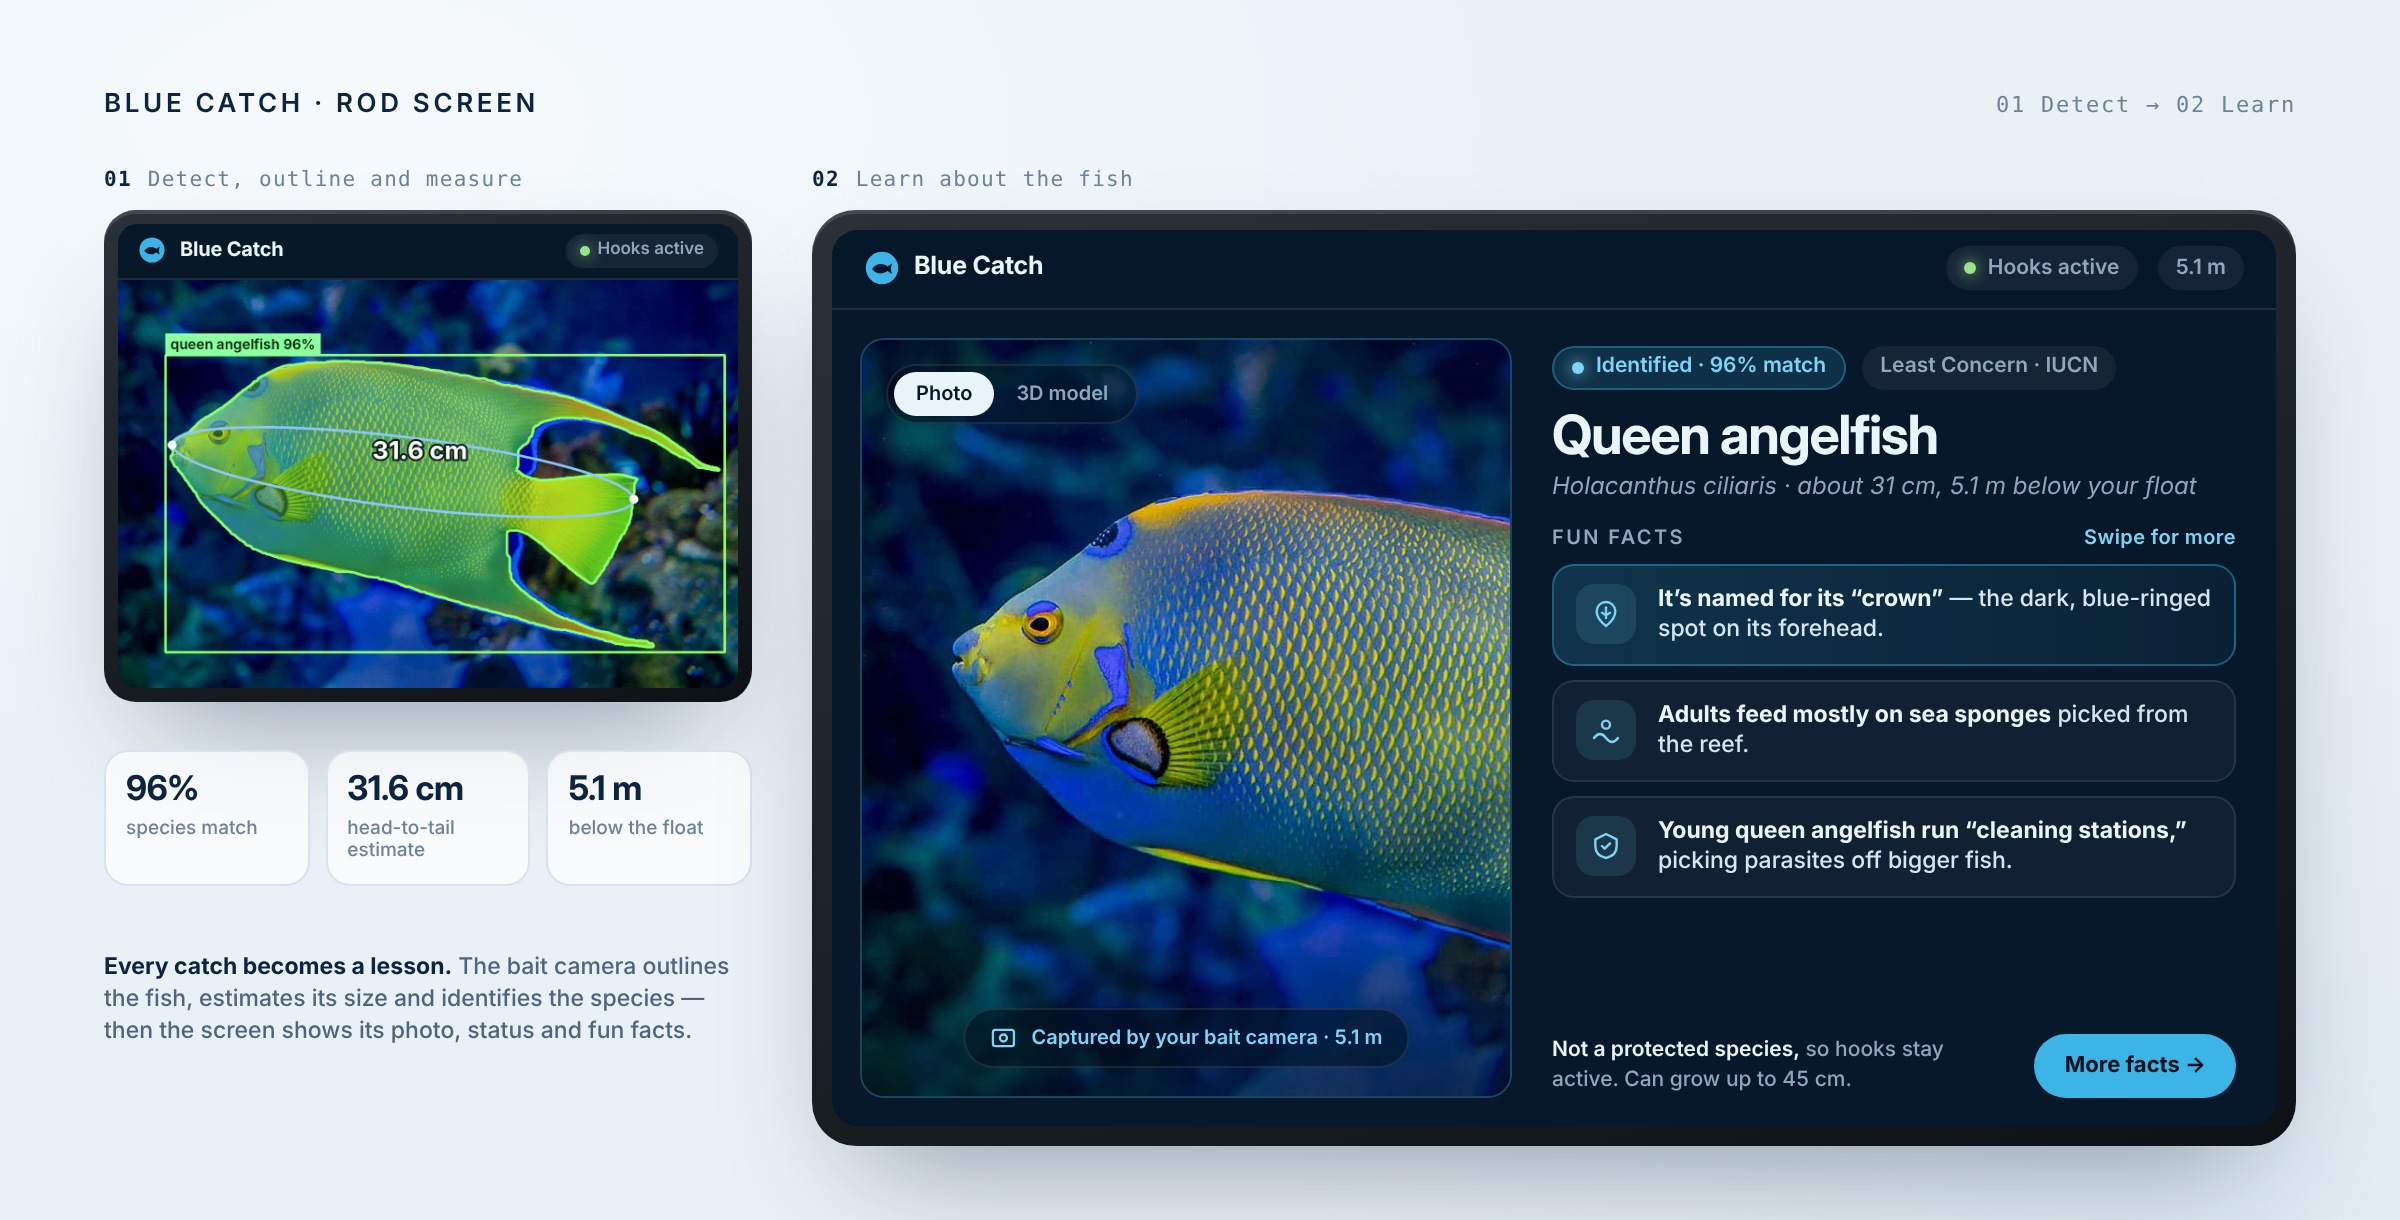 BLUE CATCH · ROD SCREEN
01 Detect → 02 Learn
01 Detect, outline and measure
Blue Catch
Hooks active
queen angelfish 96%
31.6 cm
96%
species match
31.6 cm
head-to-tail
estimate
5.1 m
below the float
Every catch becomes a lesson. The bait camera outlines
the fish, estimates its size and identifies the species —
then the screen shows its photo, status and fun facts.
02 Learn about the fish
Blue Catch
Hooks active
5.1 m
Photo
3D model
Captured by your bait camera · 5.1 m
Identified · 96% match
Least Concern · IUCN
Queen angelfish
Holacanthus ciliaris · about 31 cm, 5.1 m below your float
FUN FACTS
Swipe for more
It’s named for its “crown” — the dark, blue-ringed
spot on its forehead.
Adults feed mostly on sea sponges picked from
the reef.
Young queen angelfish run “cleaning stations,”
picking parasites off bigger fish.
Not a protected species, so hooks stay
active. Can grow up to 45 cm.
More facts →